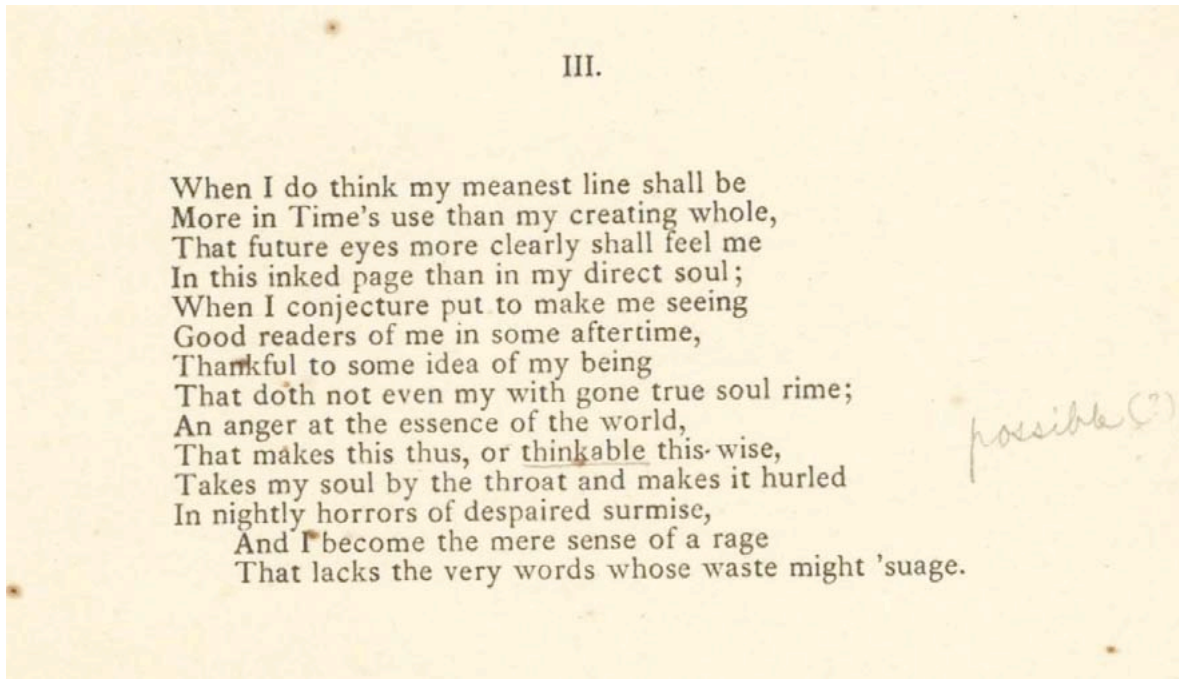 III.
When I do think my meanest line shall be
More in Time's use than my creating whole,
That future eyes more clearly shall feel me
In this inked page than in my direct soul;
When I conjecture put to make me seeing
Good readers of me in some aftertime,
Thankful to some idea of my being
That doth not even my with gone true soul rime;
An anger at the essence of the world,
That makes this thus, or thinkable this-wise,
possible (?)
Takes my soul by the throat and makes it hurled
In nightly horrors of despaired surmise,
And I become the mere sense of a rage
That lacks the very words whose waste might 'suage.